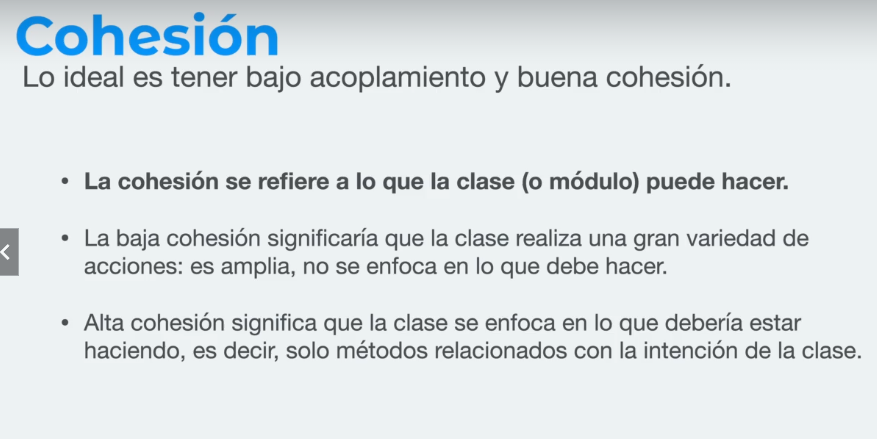 Cohesión
Lo ideal es tener bajo acoplamiento y buena cohesión.
• La cohesión se refiere a lo que la clase (o módulo) puede hacer.
• La baja cohesión significaría que la clase realiza una gran variedad de
acciones: es amplia, no se enfoca en lo que debe hacer.
• Alta cohesión significa que la clase se enfoca en lo que debería estar
haciendo, es decir, solo métodos relacionados con la intención de la clase.